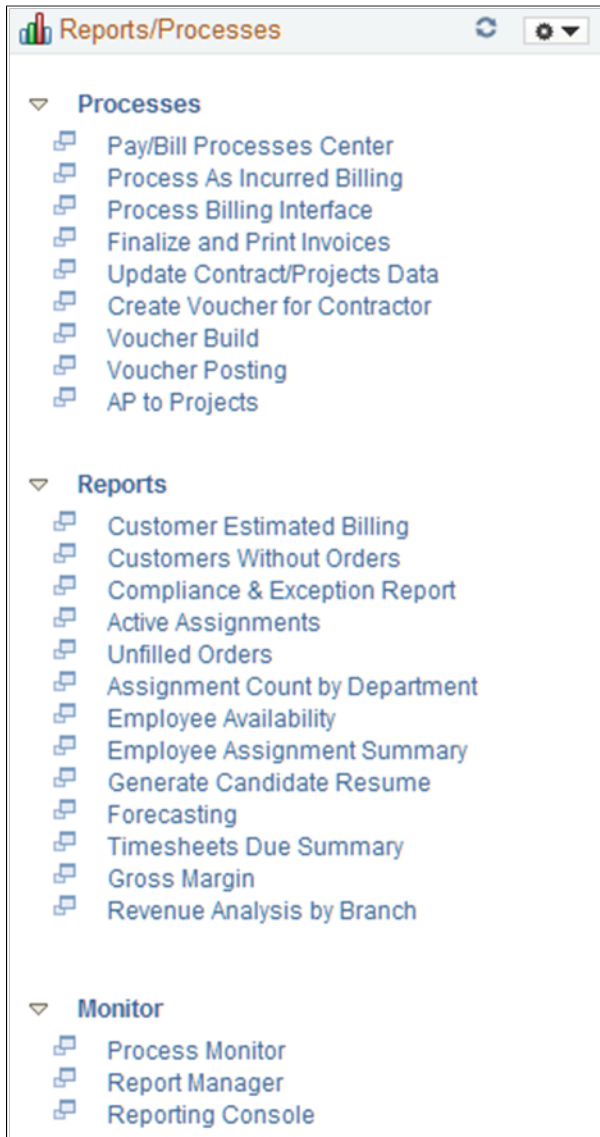 Reports/Processes
Processes
Pay/Bill Processes Center
Process As Incurred Billing
Process Billing Interface
Finalize and Print Invoices
Update Contract/Projects Data
Create Voucher for Contractor
Voucher Build
Voucher Posting
AP to Projects
Reports
Customer Estimated Billing
Customers Without Orders
Compliance & Exception Report
Active Assignments
Unfilled Orders
Assignment Count by Department
Employee Availability
Employee Assignment Summary
Generate Candidate Resume
Forecasting
Timesheets Due Summary
Gross Margin
Revenue Analysis by Branch
Monitor
Process Monitor
Report Manager
Reporting Console